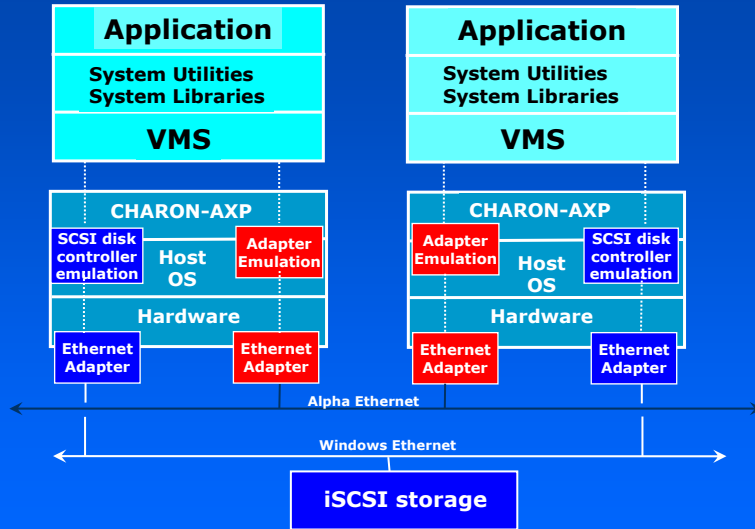 Application
System Utilities
System Libraries
VMS
CHARON-AXP
SCSI disk
controller
emulation
Host
OS
Adapter
Emulation
Hardware
Ethernet
Adapter
Ethernet
Adapter
Application
System Utilities
System Libraries
VMS
CHARON-AXP
Adapter
Emulation
Host
OS
SCSI disk
controller
emulation
Hardware
Ethernet
Adapter
Ethernet
Adapter
Alpha Ethernet
Windows Ethernet
iSCSI storage